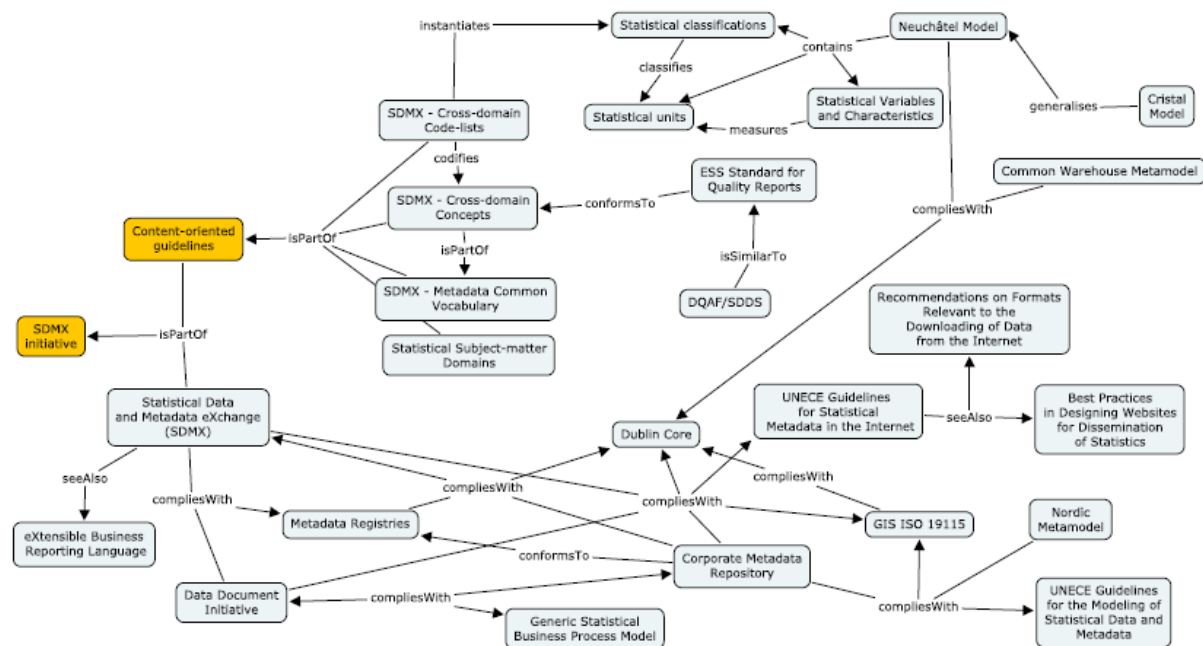 instantiates
Statistical classifications
Neuchâtel Model
contains
classifies
generalises
Cristal
Model
SDMX - Cross-domain
Code-lists
Statistical units
measures
Statistical Variables
and Characteristics
codifies
ESS Standard for
Quality Reports
Common Warehouse Metamodel
SDMX - Cross-domain
Concepts
conformsTo
compliesWith
Content-oriented
guidelines
isPartOf
isPartOf
isSimilarTo
SDMX - Metadata Common
Vocabulary
DQAF/SDDS
Recommendations on Formats
Relevant to the
Downloading of Data
from the Internet
SDMX
initiative
isPartOf
Statistical Subject-matter
Domains
Statistical Data
and Metadata eXchange
(SDMX)
UNECE Guidelines
for Statistical
Metadata in the Internet
seeAlso
Best Practices
in Designing Websites
for Dissemination
of Statistics
Dublin Core
seeAlso
compliesWith
compliesWith
compliesWith
compliesWith
eXtensible Business
Reporting Language
Metadata Registries
GIS ISO 19115
Nordic
Metamodel
conformsTo
Corporate Metadata
Repository
Data Document
Initiative
compliesWith
compliesWith
Generic Statistical
Business Process Model
UNECE Guidelines
for the Modeling of
Statistical Data and
Metadata